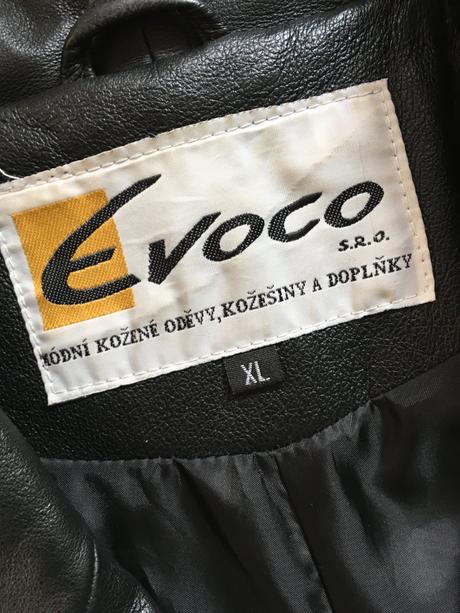 Evoco
S.R.O.
MÓDNÍ KOŽENÉ ODĚVY, KOŽEŠINY A DOPLŇKY
XL